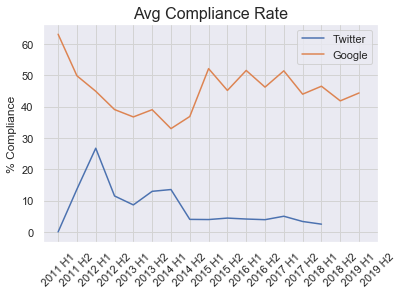 Avg Compliance Rate
Twitter
Google
% Compliance
60
50
40
30
20
10
0
2011 H1
2011 H2
2012 H1
2012 H2
2013 H1
2013 H2
2014 H1
2014 H2
2015 H1
2015 H2
2016 H1
2016 H2
2017 H1
2017 H2
2018 H1
2018 H2
2019 H1
2019 H2